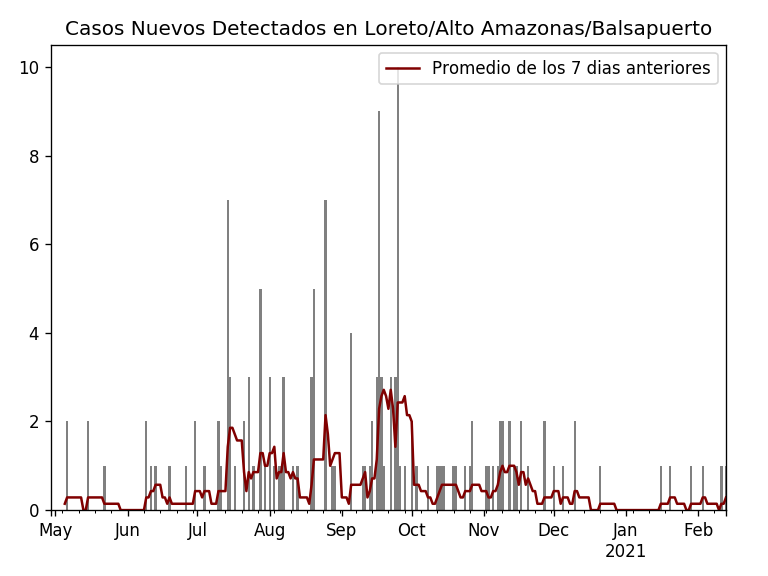 Casos Nuevos Detectados en Loreto/Alto Amazonas/Balsapuerto
Promedio de los 7 dias anteriores
10
8
6
4
2
0
May Jun Jul Aug Sep Oct Nov Dec Jan Feb
2021